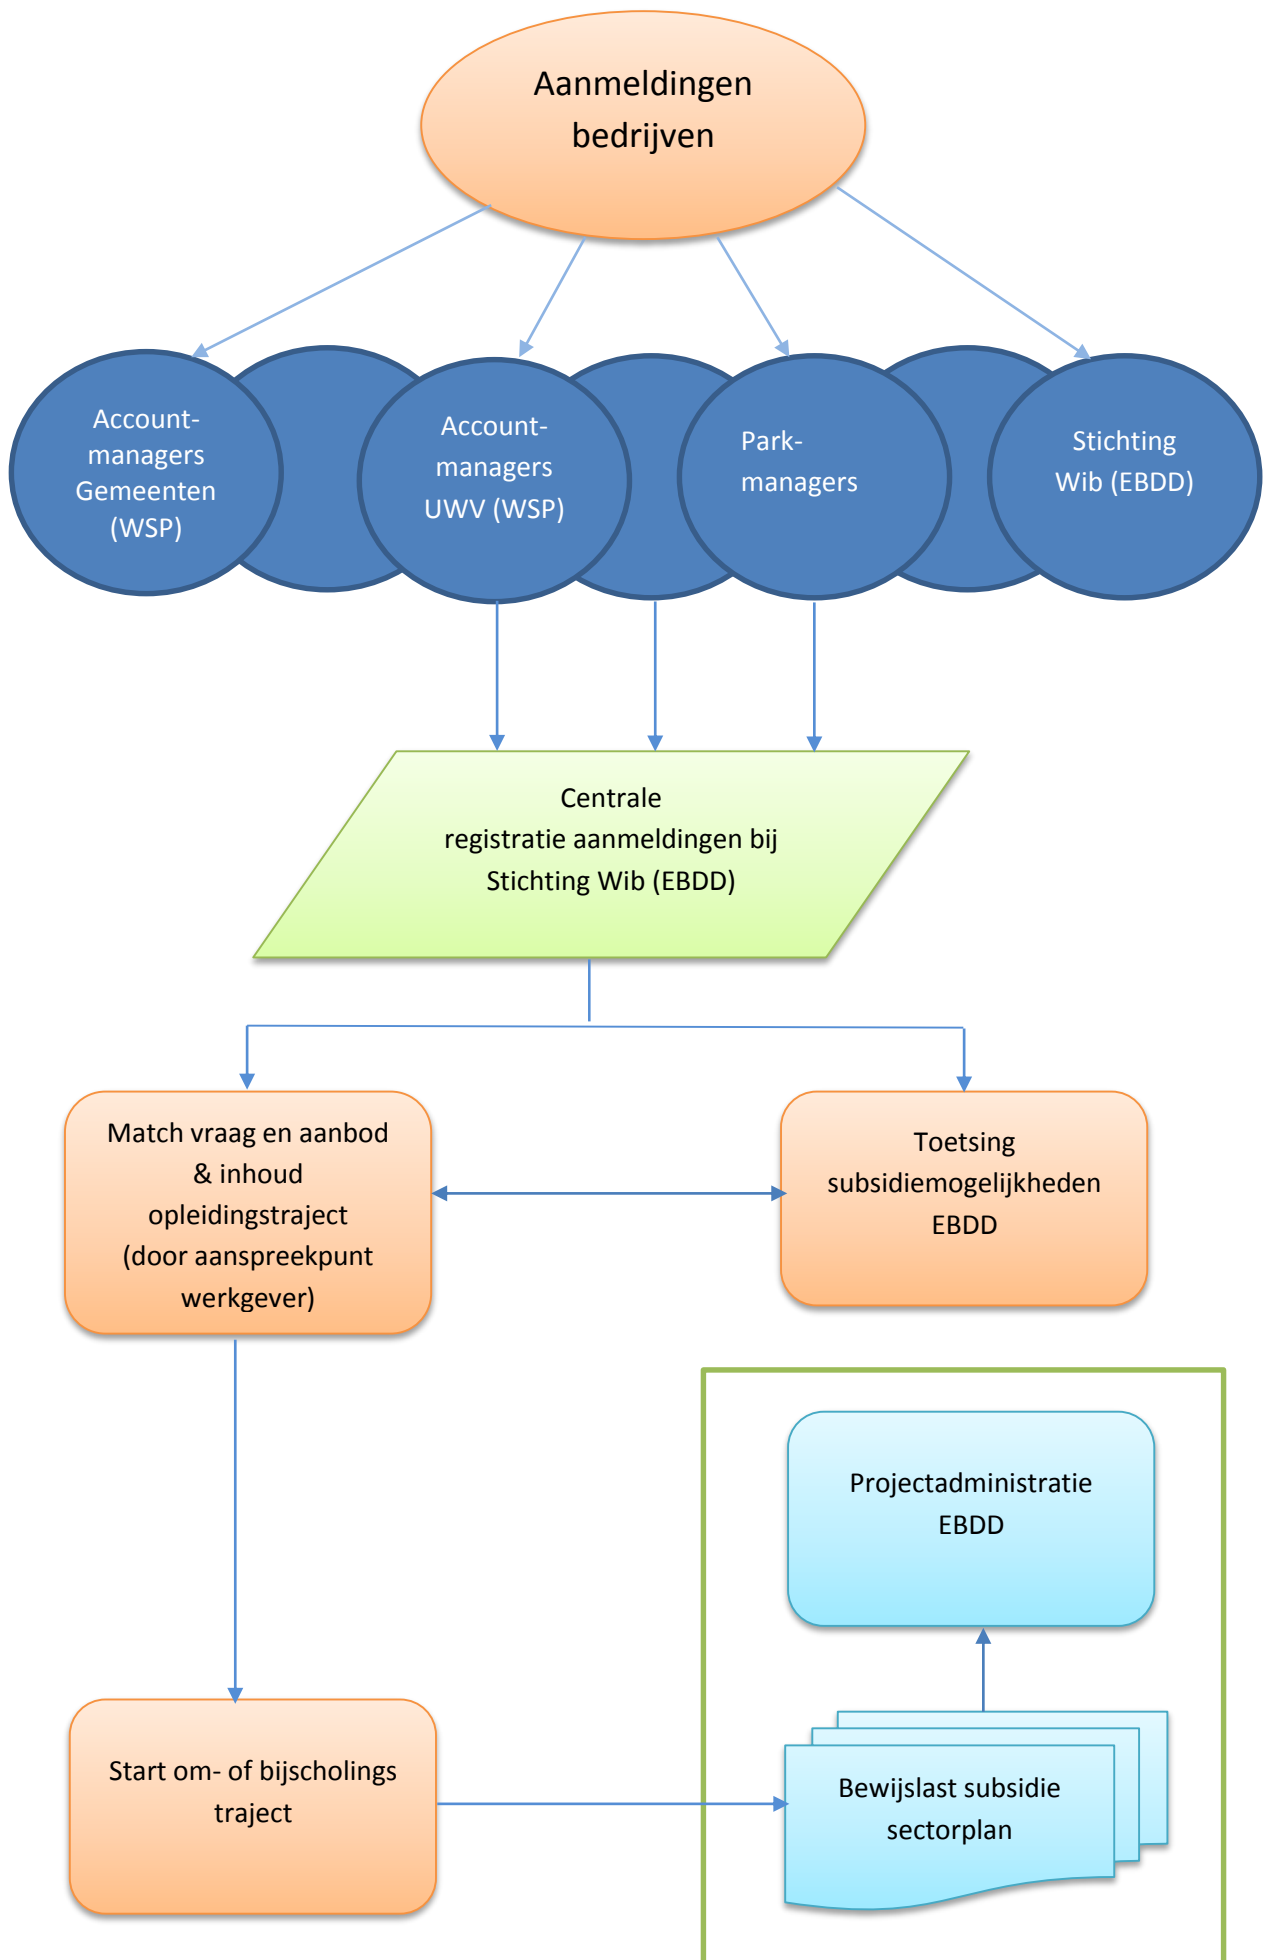 Aanmeldingen
bedrijven
Account-
managers
Gemeenten
(WSP)
Account-
managers
UWV (WSP)
Park-
managers
Stichting
Wib (EBDD)
Centrale
registratie aanmeldingen bij
Stichting Wib (EBDD)
Match vraag en aanbod
& inhoud
opleidingstraject
(door aanspreekpunt
werkgever)
Toetsing
subsidiemogelijkheden
EBDD
Projectadministratie
EBDD
Start om- of bijscholings
traject
Bewijslast subsidie
sectorplan